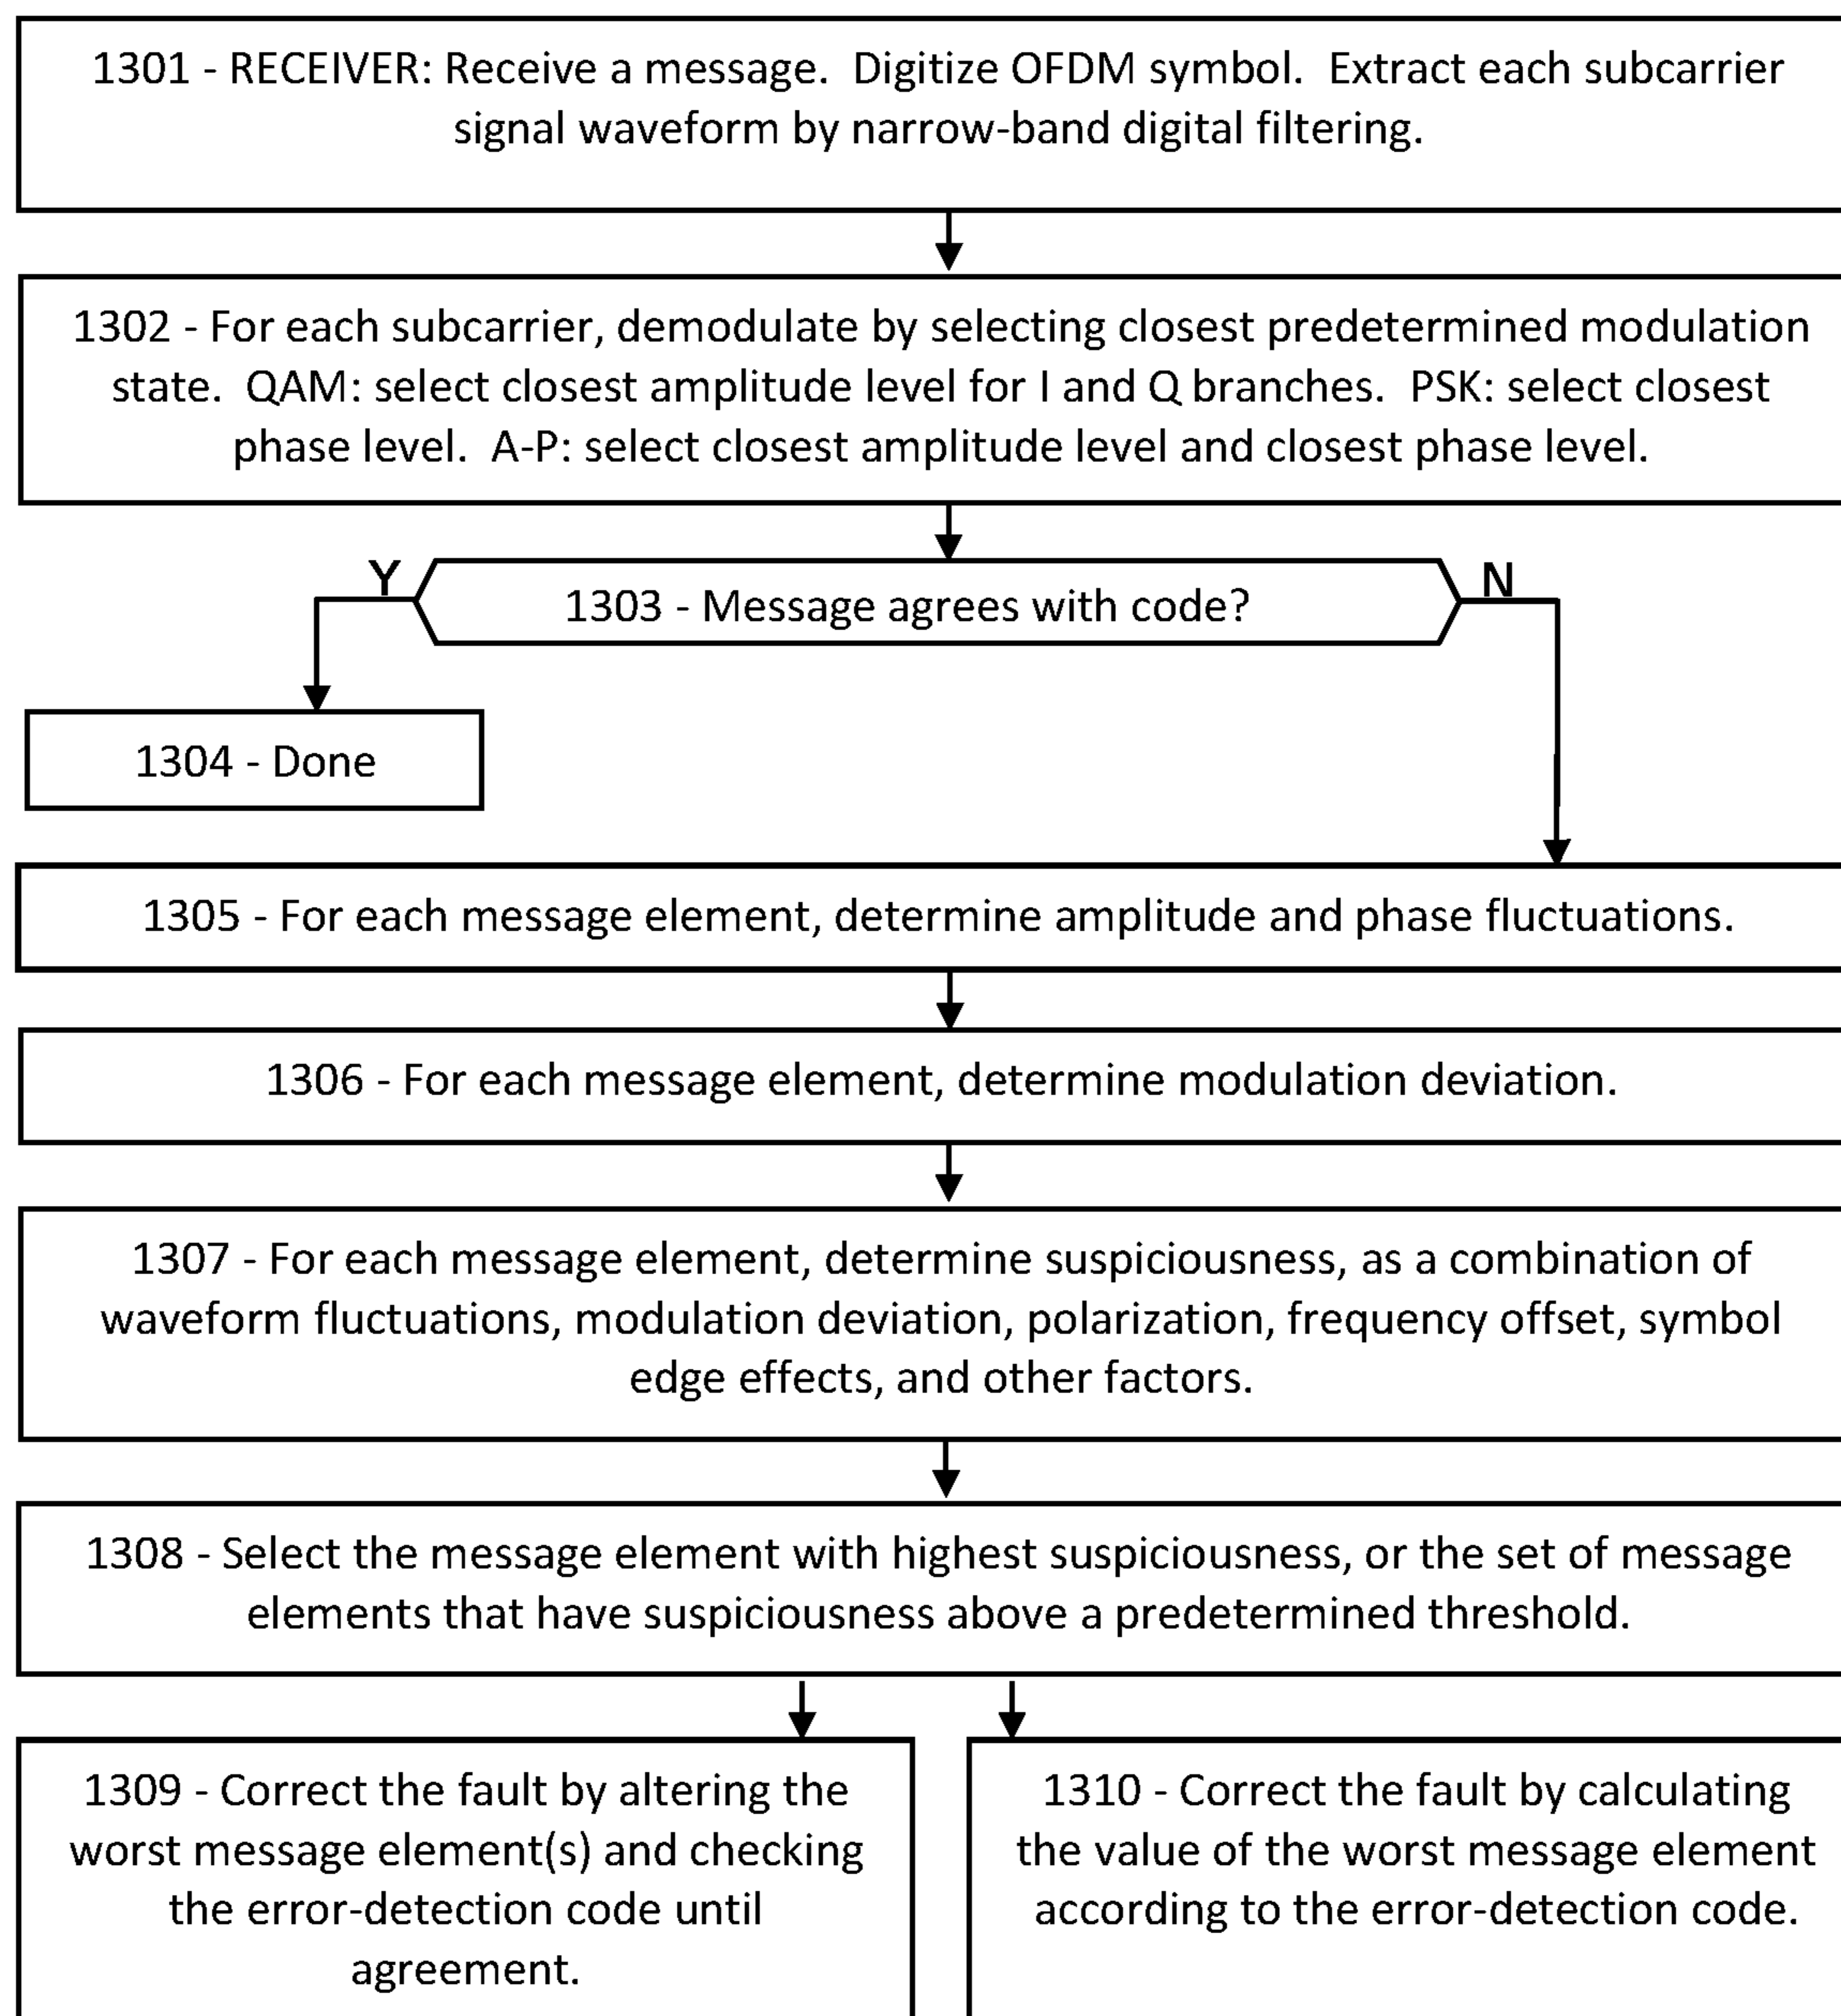 1301 - RECEIVER: Receive a message.  Digitize OFDM symbol.  Extract each subcarrier
signal waveform by narrow-band digital filtering.
1302 - For each subcarrier, demodulate by selecting closest predetermined modulation
state.  QAM: select closest amplitude level for I and Q branches.  PSK: select closest
phase level.  A-P: select closest amplitude level and closest phase level.
Y
1303 - Message agrees with code?
N
1304 - Done
1305 - For each message element, determine amplitude and phase fluctuations.
1306 - For each message element, determine modulation deviation.
1307 - For each message element, determine suspiciousness, as a combination of
waveform fluctuations, modulation deviation, polarization, frequency offset, symbol
edge effects, and other factors.
1308 - Select the message element with highest suspiciousness, or the set of message
elements that have suspiciousness above a predetermined threshold.
1309 - Correct the fault by altering the
worst message element(s) and checking
the error-detection code until
agreement.
1310 - Correct the fault by calculating
the value of the worst message element
according to the error-detection code.